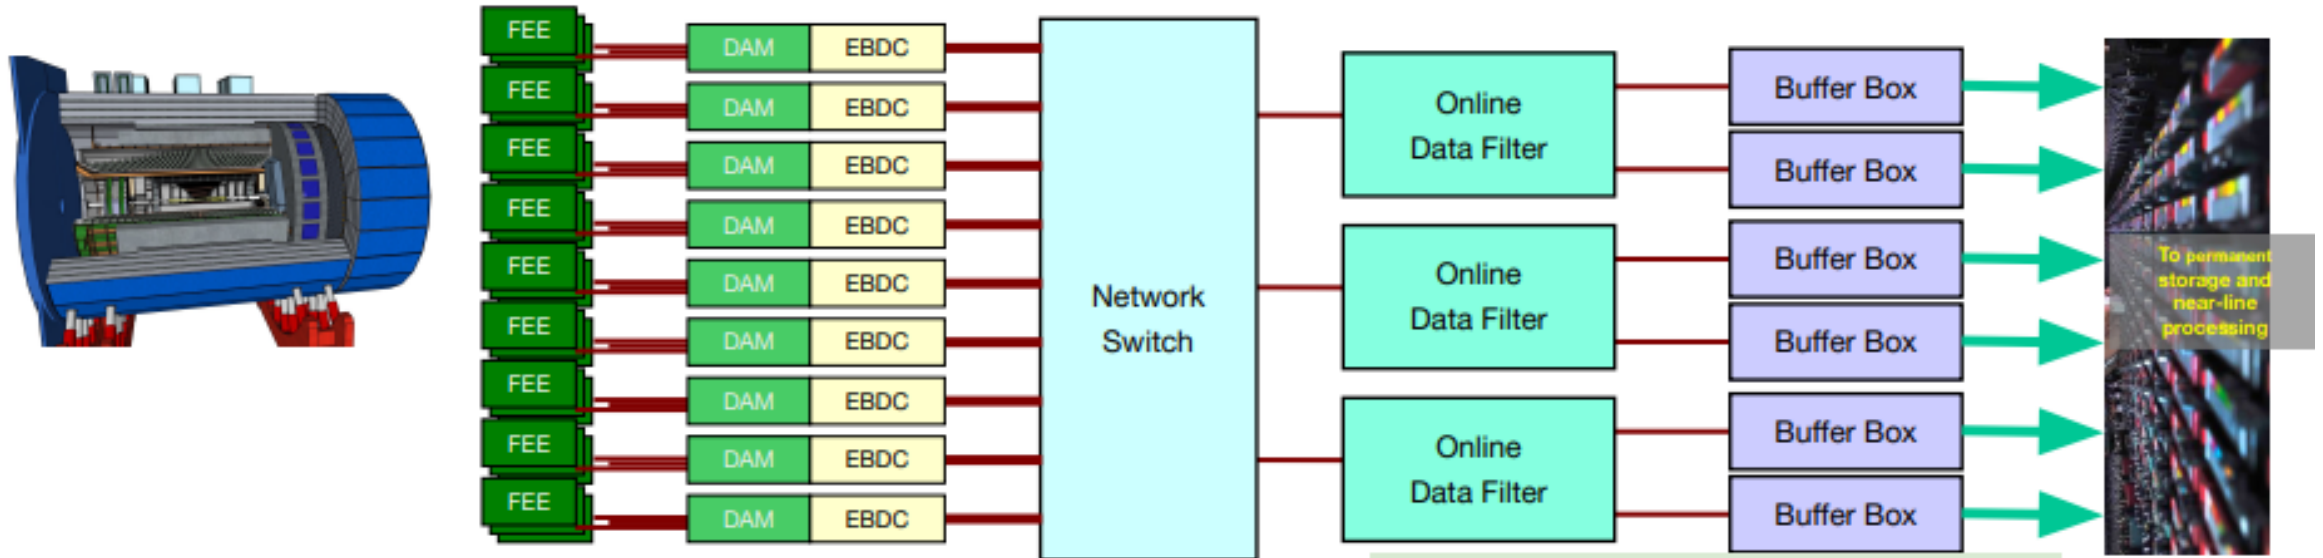 FEE
DAM EBDC
FEE
DAM EBDC
FEE
DAM EBDC
FEE
DAM EBDC
FEE
DAM EBDC
FEE
DAM EBDC
FEE
DAM EBDC
FEE
DAM EBDC
FEE
DAM EBDC
Network
Switch
Online
Data Filter
Online
Data Filter
Online
Data Filter
Buffer Box
Buffer Box
Buffer Box
Buffer Box
Buffer Box
Buffer Box
To permanent
storage and
near-line
processing